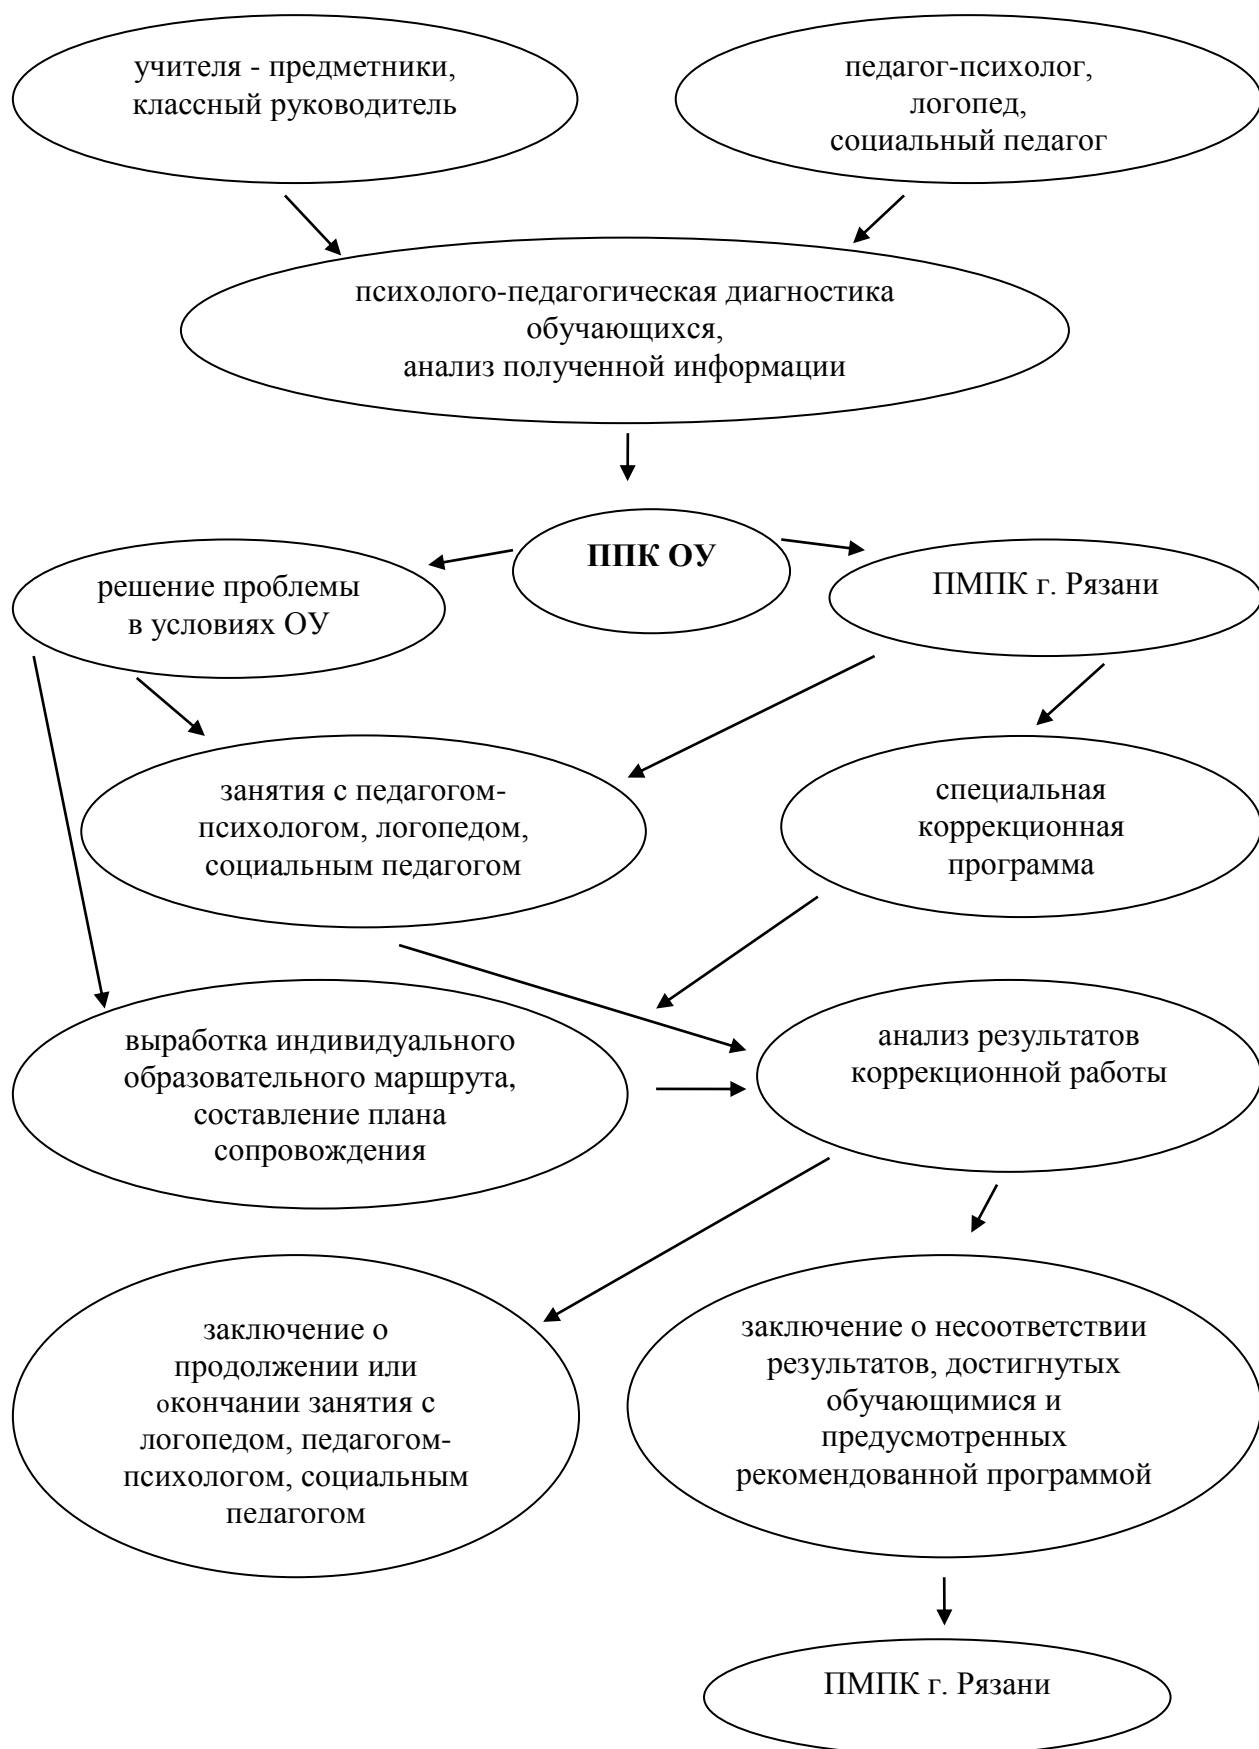 учителя - предметники,
классный руководитель
педагог-психолог,
логопед,
социальный педагог
психолого-педагогическая диагностика
обучающихся,
анализ полученной информации
ППК ОУ
решение проблемы
в условиях ОУ
ПМПК г. Рязани
занятия с педагогом-
психологом, логопедом,
социальным педагогом
специальная
коррекционная
программа
выработка индивидуального
образовательного маршрута,
составление плана
сопровождения
анализ результатов
коррекционной работы
заключение о
продолжении или
окончании занятия с
логопедом, педагогом-
психологом, социальным
педагогом
заключение о несоответствии
результатов, достигнутых
обучающимися и
предусмотренных
рекомендованной программой
ПМПК г. Рязани